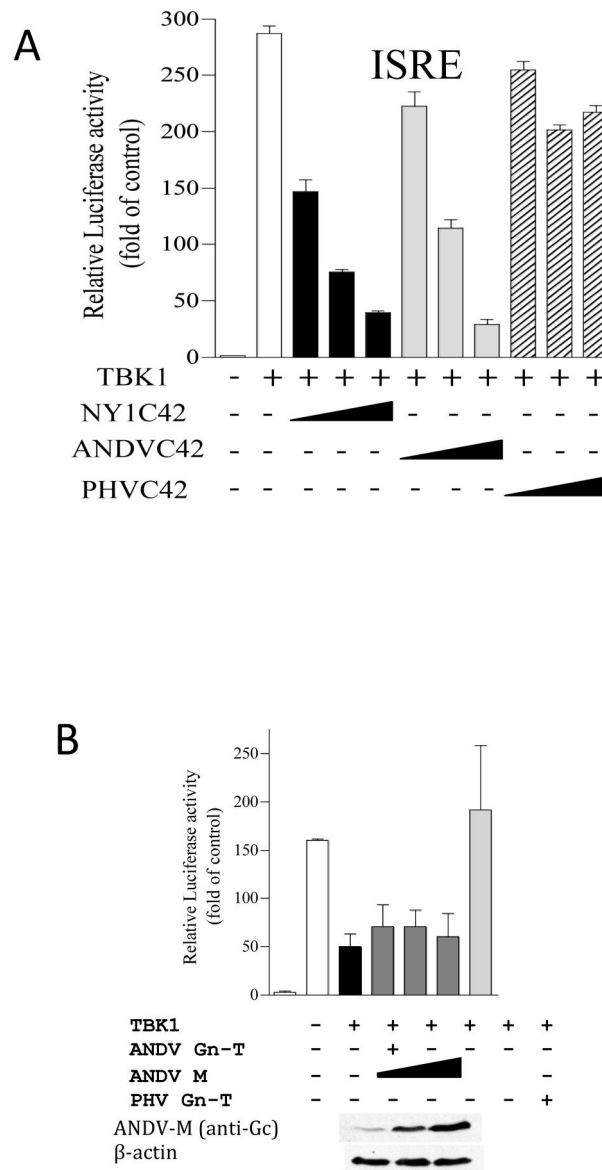 A
ISRE
Relative Luciferase activity
(fold of control)
300
250
200
150
100
50
0
TBK1 - + + + + + + + + + +
NY1C42 - - - - - - - -
ANDVC42 - - - - - - - -
PHVC42 - - - - - - - -
B
Relative Luciferase activity
(fold of control)
250
200
150
100
50
0
TBK1 - + + + + + +
ANDV Gn-T - - + - - - -
ANDV M - - - -
PHV Gn-T - - - - - - +
ANDV-M (anti-Gc)
β-actin